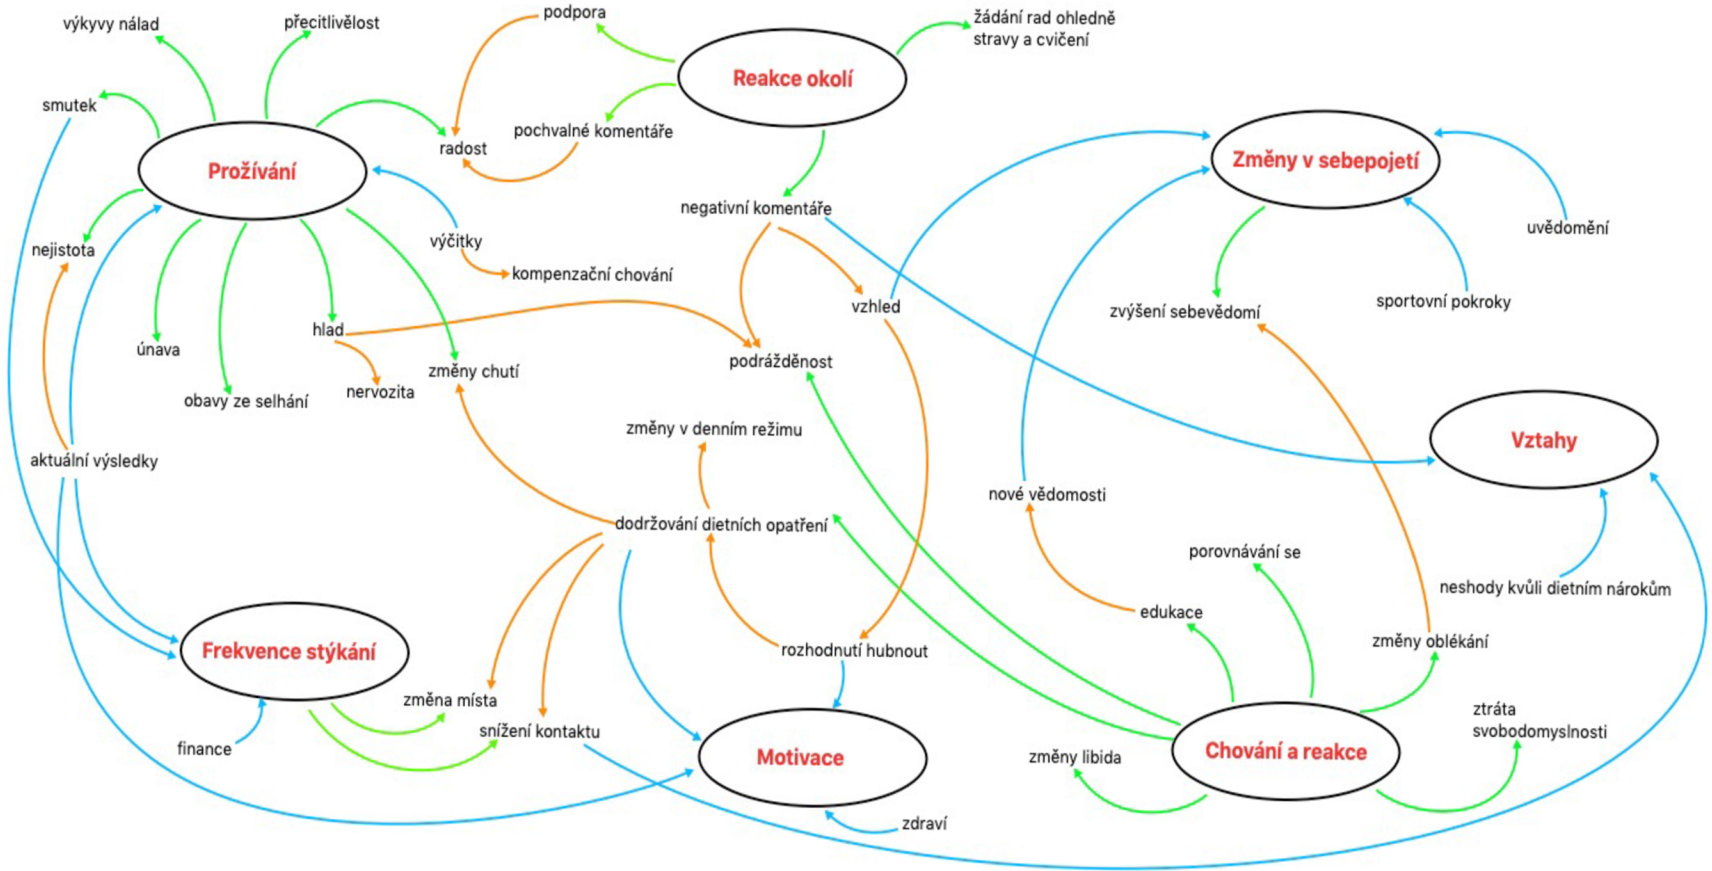 výkyvy nálad
přecitlivělost
podpora
žádání rad ohledně
stravy a cvičení
Reakce okolí
smutek
pochvalné komentáře
radost
Prožívání
Změny v sebepojetí
negativní komentáře
uvědomění
nejistota
výčitky
kompenzační chování
vzhled
sportovní pokroky
zvýšení sebevědomí
hlad
únava
podrážděnost
změny chutí
nervozita
obavy ze selhání
změny v denním režimu
Vztahy
aktuální výsledky
nové vědomosti
dodržování dietních opatření
porovnávání se
neshody kvůli dietním nárokům
edukace
změny oblékání
Frekvence stýkání
rozhodnutí hubnout
změna místa
snížení kontaktu
ztráta
svobodomyslnosti
finance
Motivace
změny libida
Chování a reakce
zdraví